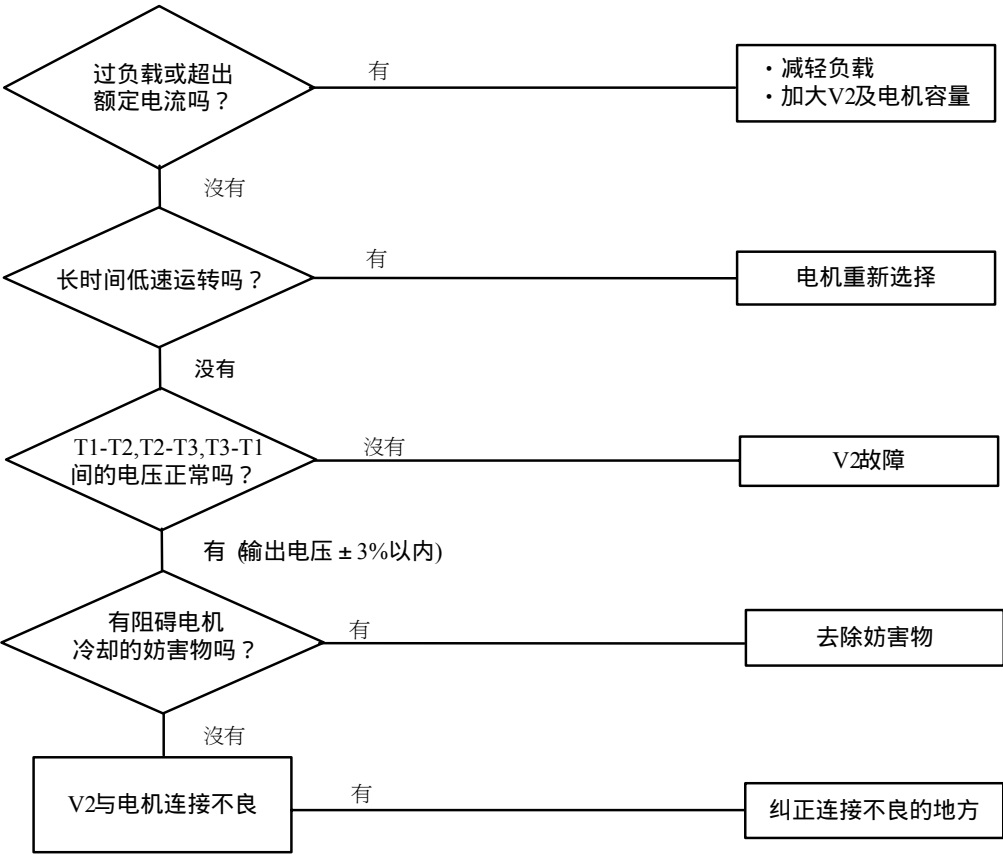 过负载或超出
额定电流吗？
有
・减轻负载
・加大V2及电机容量
沒有
长时间低速运转吗？
有
电机重新选择
没有
T1-T2,T2-T3,T3-T1
间的电压正常吗？
沒有
V2故障
有 (输出电压±3%以内)
有阻碍电机
冷却的妨害物吗？
有
去除妨害物
沒有
V2与电机连接不良
有
纠正连接不良的地方